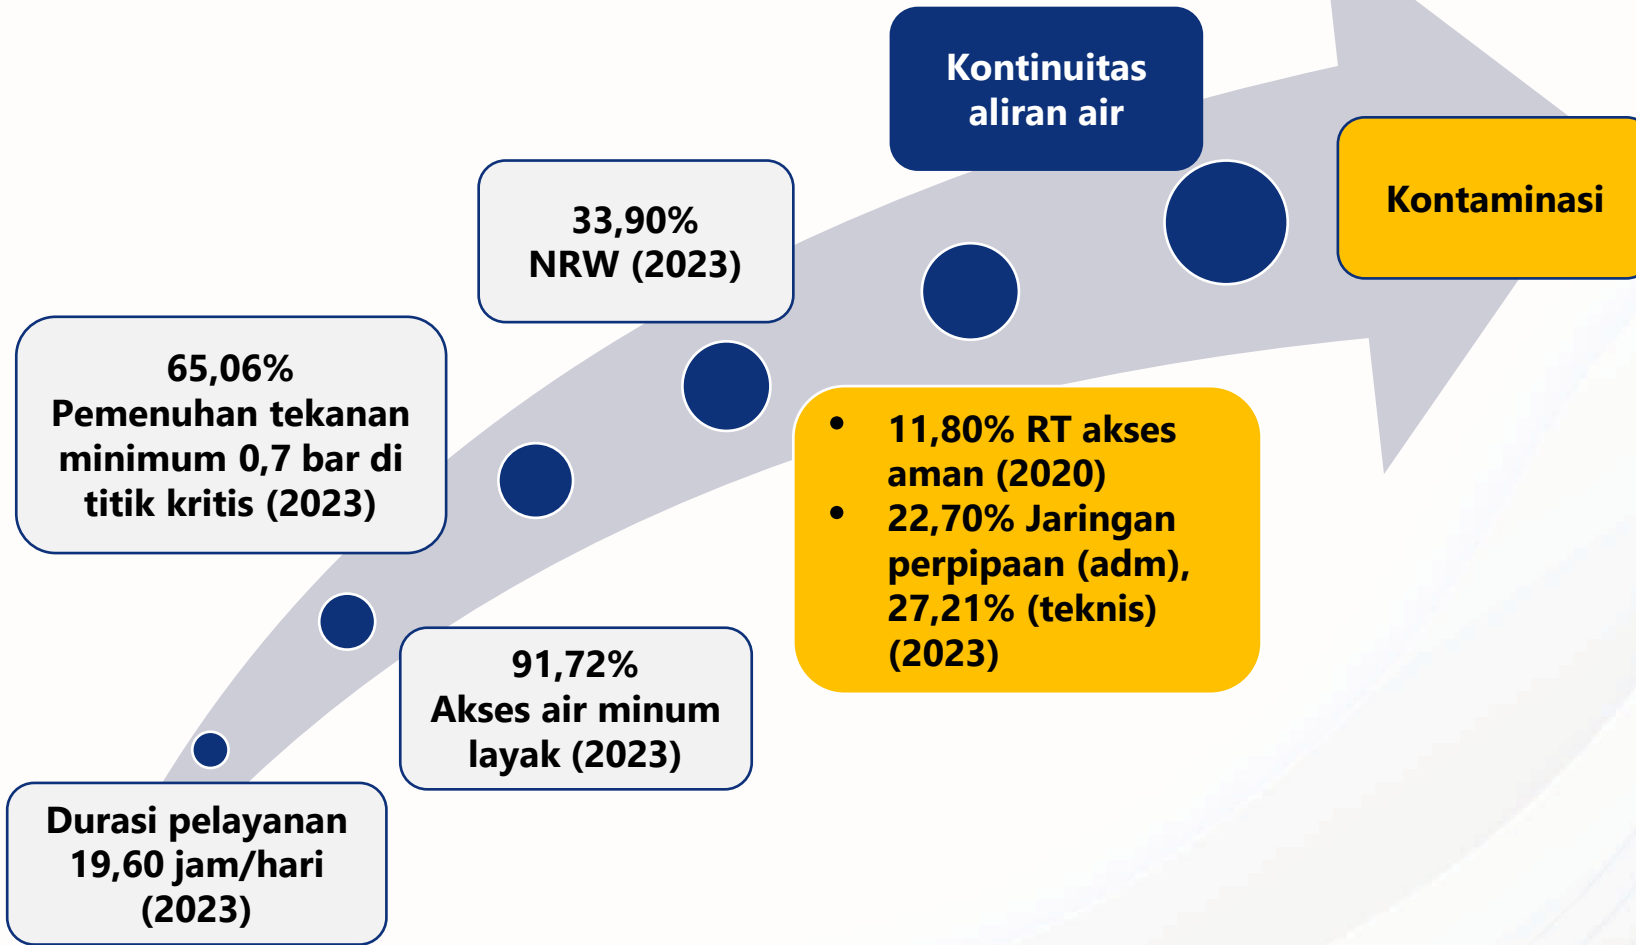 Kontinuitas
aliran air
Kontaminasi
33,90%
NRW (2023)
65,06%
Pemenuhan tekanan
minimum 0,7 bar di
titik kritis (2023)
• 11,80% RT akses
aman (2020)
• 22,70% Jaringan
perpipaan (adm),
27,21% (teknis)
(2023)
91,72%
Akses air minum
layak (2023)
Durasi pelayanan
19,60 jam/hari
(2023)